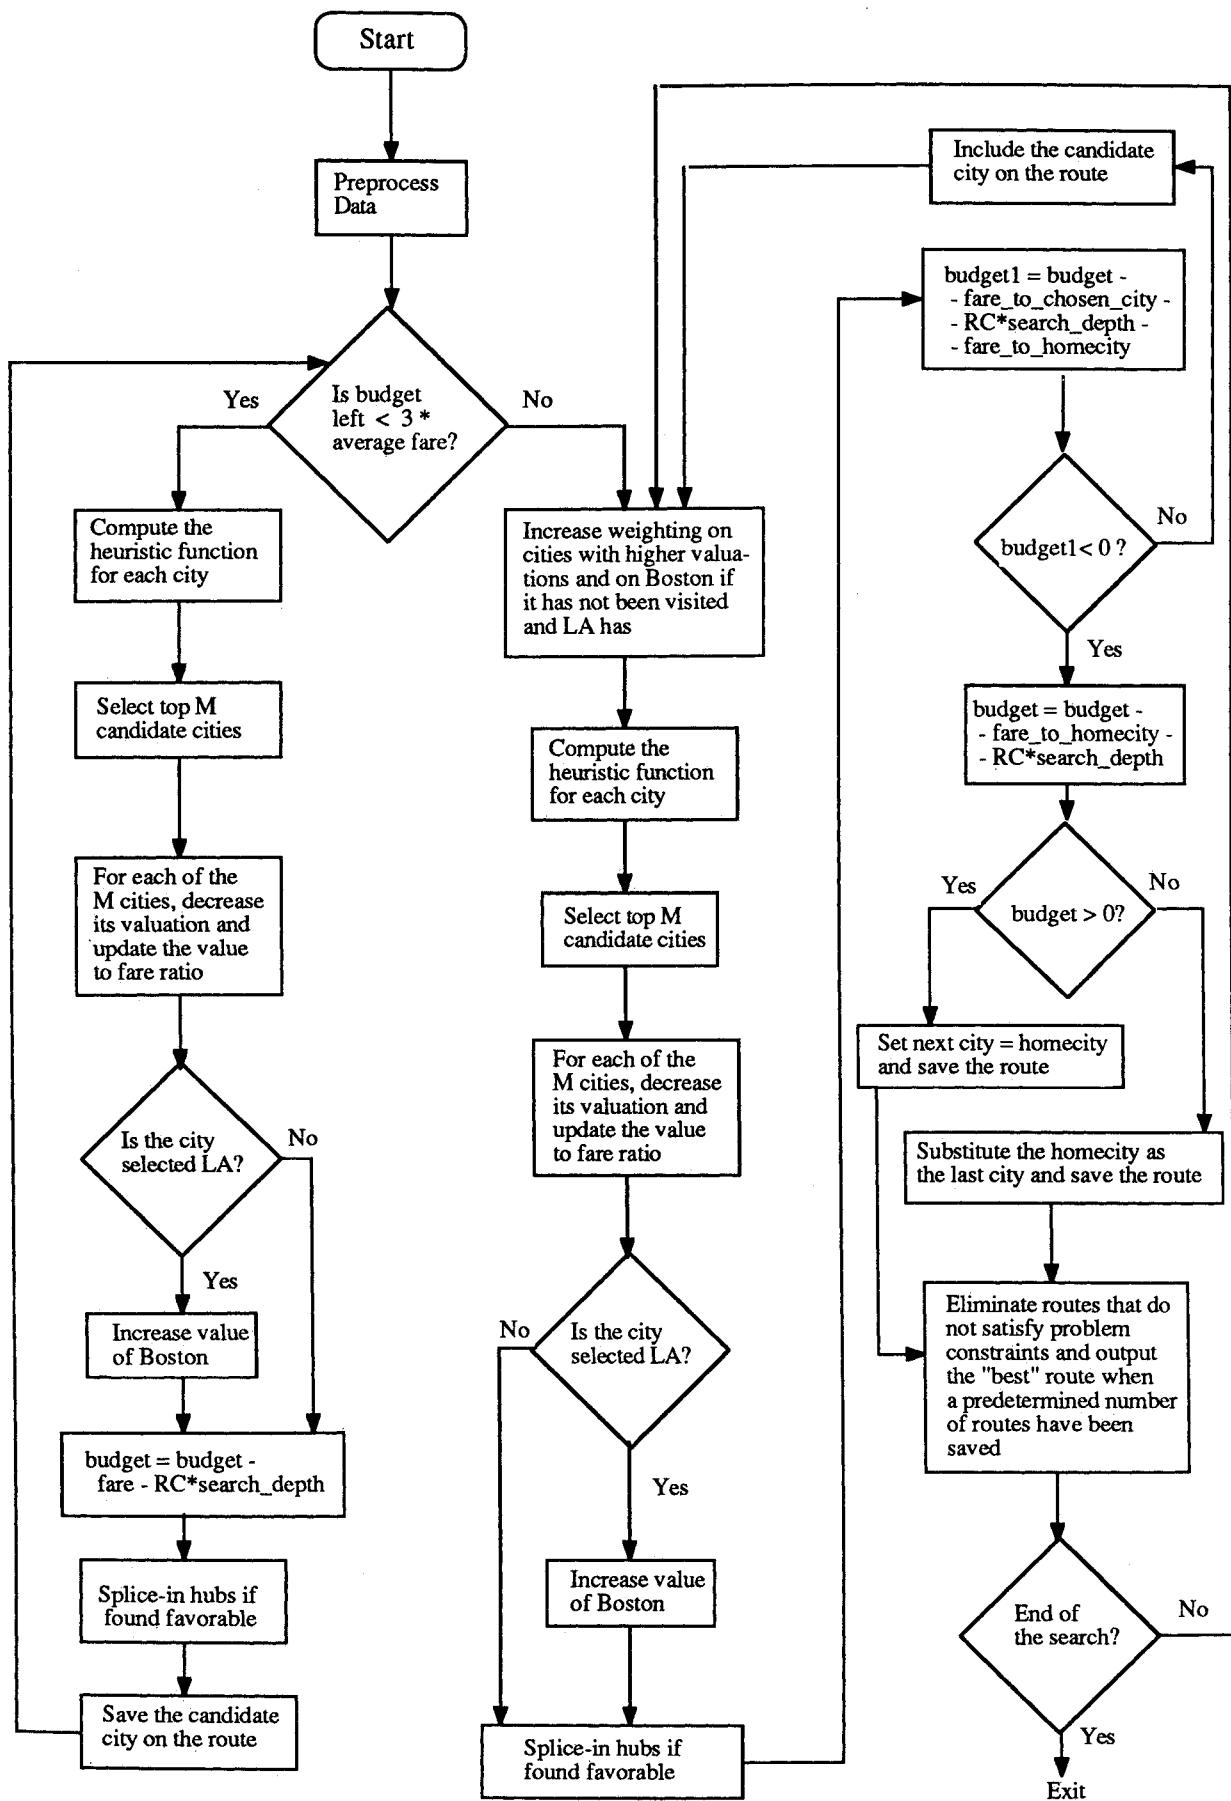 Start
Preprocess
Data
Is budget
left < 3 *
average fare?
Yes
No
Compute the
heuristic function
for each city
Select top M
candidate cities
For each of the
M cities, decrease
its valuation and
update the value
to fare ratio
Is the city
selected LA?
No
Yes
Increase value
of Boston
budget = budget -
fare - RC*search_depth
Splice-in hubs if
found favorable
Save the candidate
city on the route
Increase weighting on
cities with higher valua-
tions and on Boston if
it has not been visited
and LA has
Compute the
heuristic function
for each city
Select top M
candidate cities
For each of the
M cities, decrease
its valuation and
update the value
to fare ratio
Is the city
selected LA?
No
Yes
Increase value
of Boston
Splice-in hubs if
found favorable
Include the candidate
city on the route
budget1 = budget -
- fare_to_chosen_city -
- RC*search_depth -
- fare_to_homecity
budget1< 0 ?
No
Yes
budget = budget -
- fare_to_homecity -
- RC*search_depth
budget > 0?
Yes
No
Set next city = homecity
and save the route
Substitute the homecity as
the last city and save the route
Eliminate routes that do
not satisfy problem
constraints and output
the "best" route when
a predetermined number
of routes have been
saved
End of
the search?
No
Yes
Exit